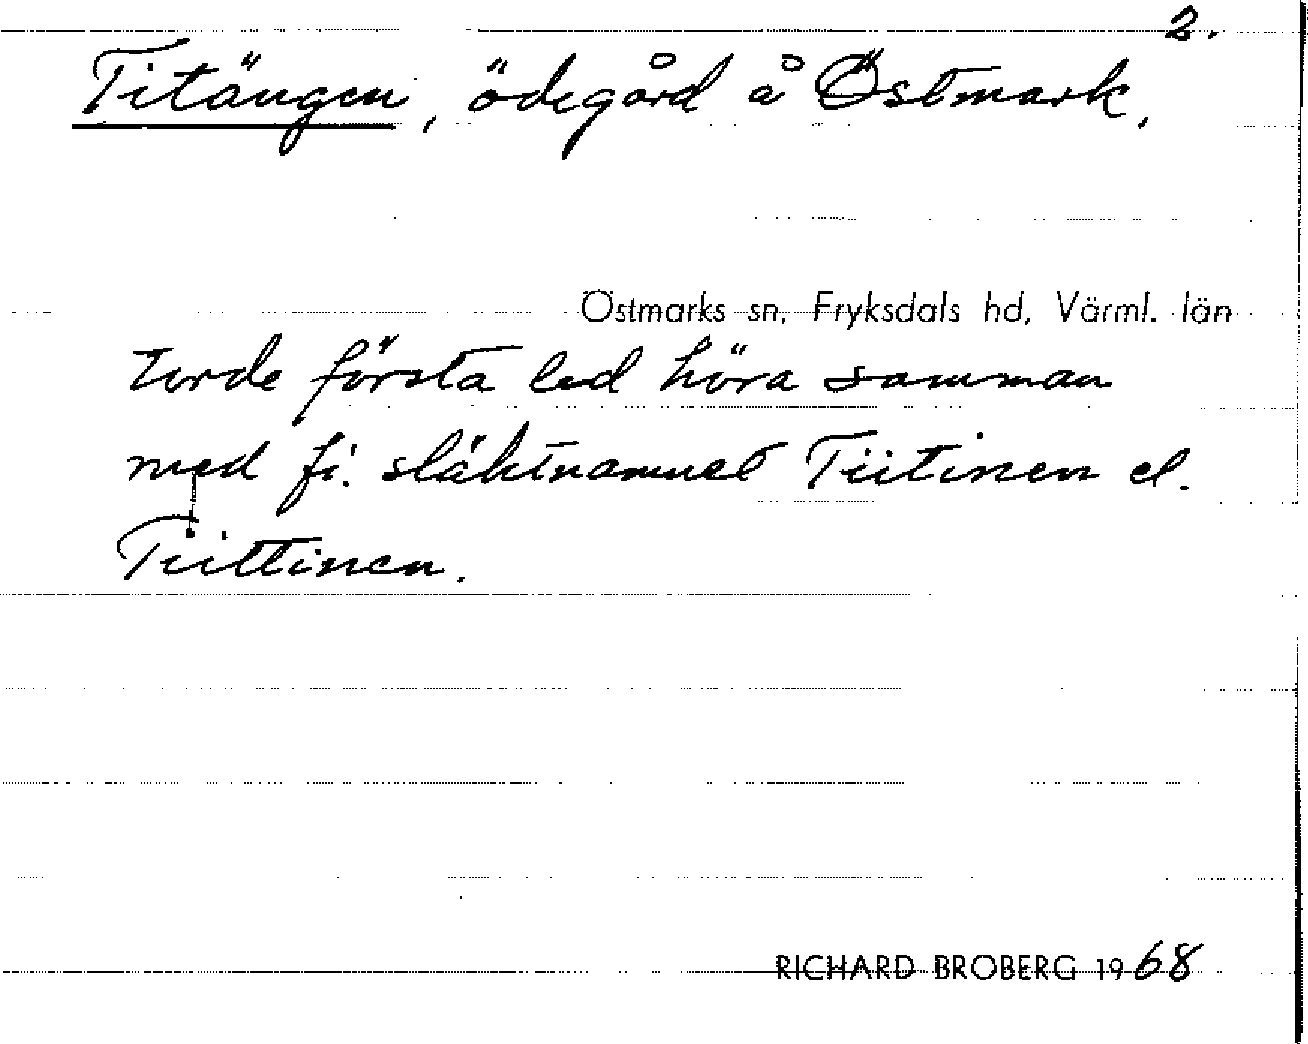 2.
Titängen, ödegård å Östmark.
Östmarks sn, Fryksdals hd, Värml. län
Torde första led höra samman
med fi. släktnamnet Tiitinen el.
Tiittinen.
RICHARD BROBERG 1968